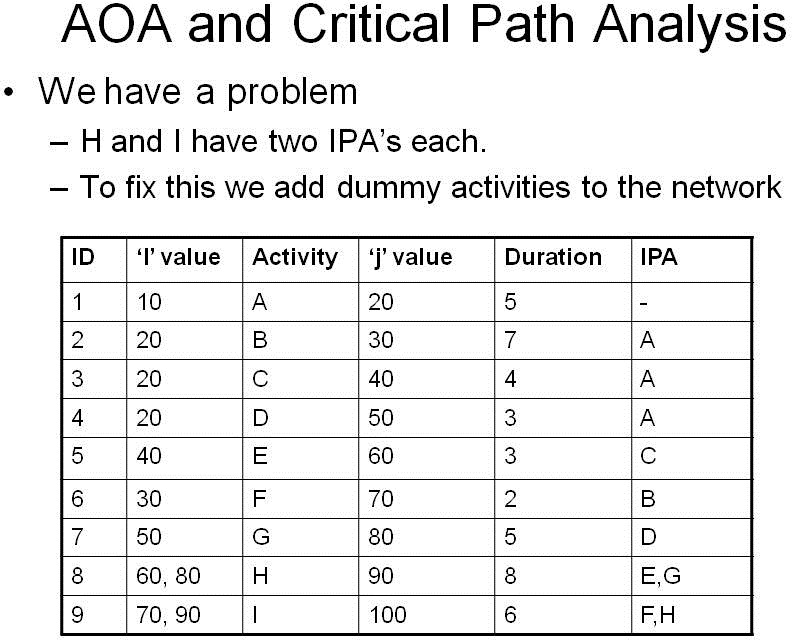 AOA and Critical Path Analysis
• We have a problem
– H and I have two IPA's each.
– To fix this we add dummy activities to the network
ID 'I' value Activity 'j' value Duration IPA
1 10 A 20 5 -
2 20 B 30 7 A
3 20 C 40 4 A
4 20 D 50 3 A
5 40 E 60 3 C
6 30 F 70 2 B
7 50 G 80 5 D
8 60, 80 H 90 8 E,G
9 70, 90 I 100 6 F,H